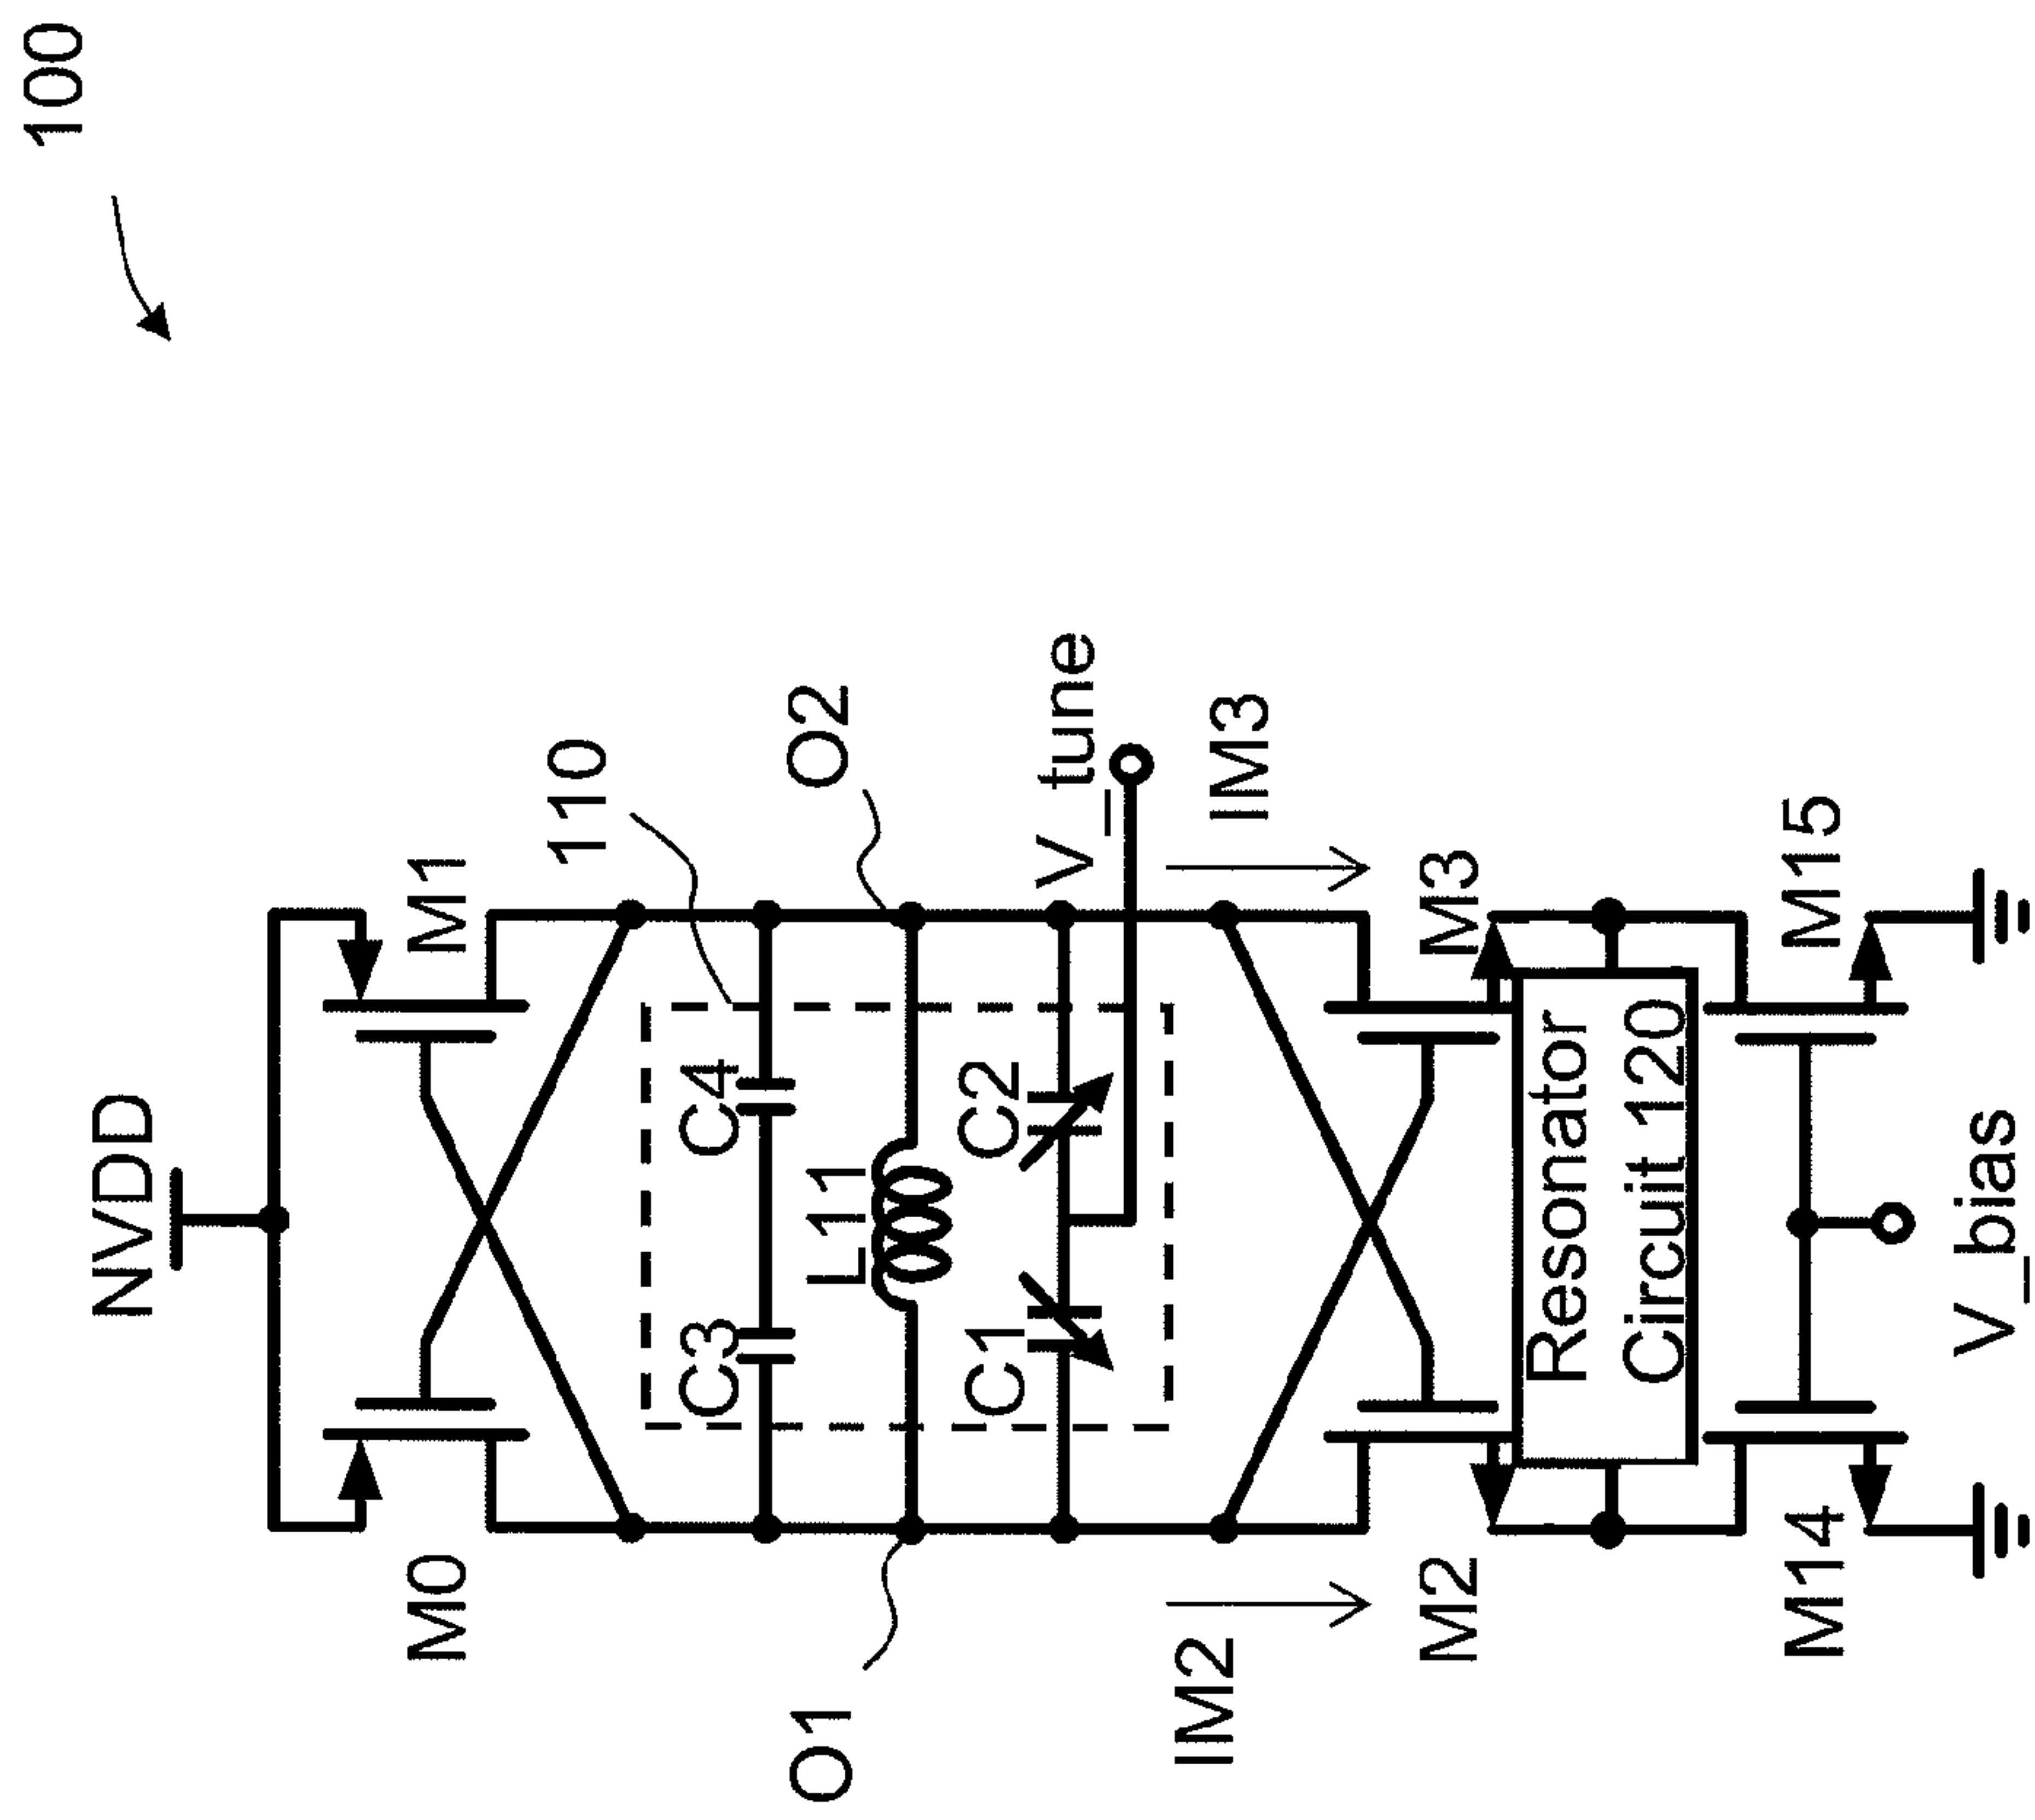 100
NVDD
M0
M1
110
C3
C4
O1
L11
O2
C1
C2
V_tune
IM2
IM3
M2
M3
Resonator
Circuit 120
M14
M15
V_bias